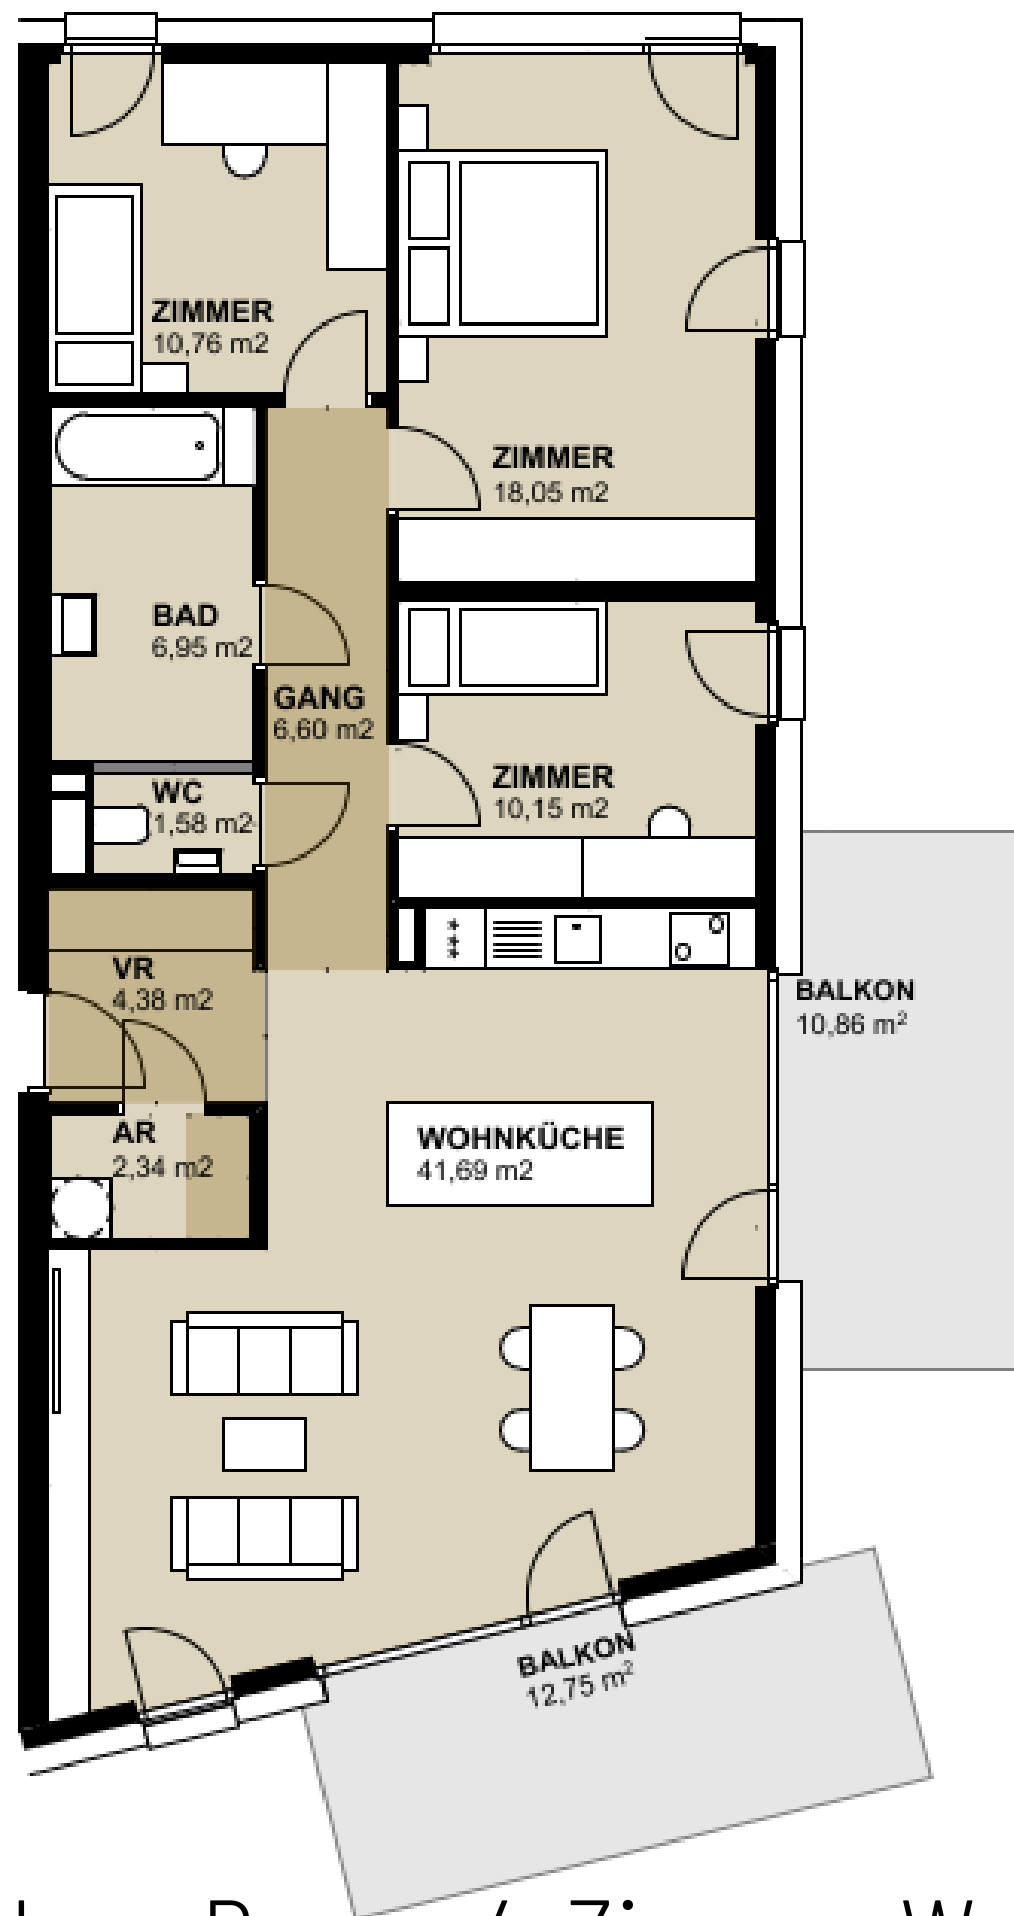 ZIMMER
10,76 m2
ZIMMER
18,05 m2
BAD
6,95 m2
GANG
6,60 m2
ZIMMER
10,15 m2
WC
1,58 m2
VR
4,38 m2
BALKON
10,86 m²
AR
2,34 m2
WOHNKÜCHE
41,69 m2
BALKON
12,75 m²